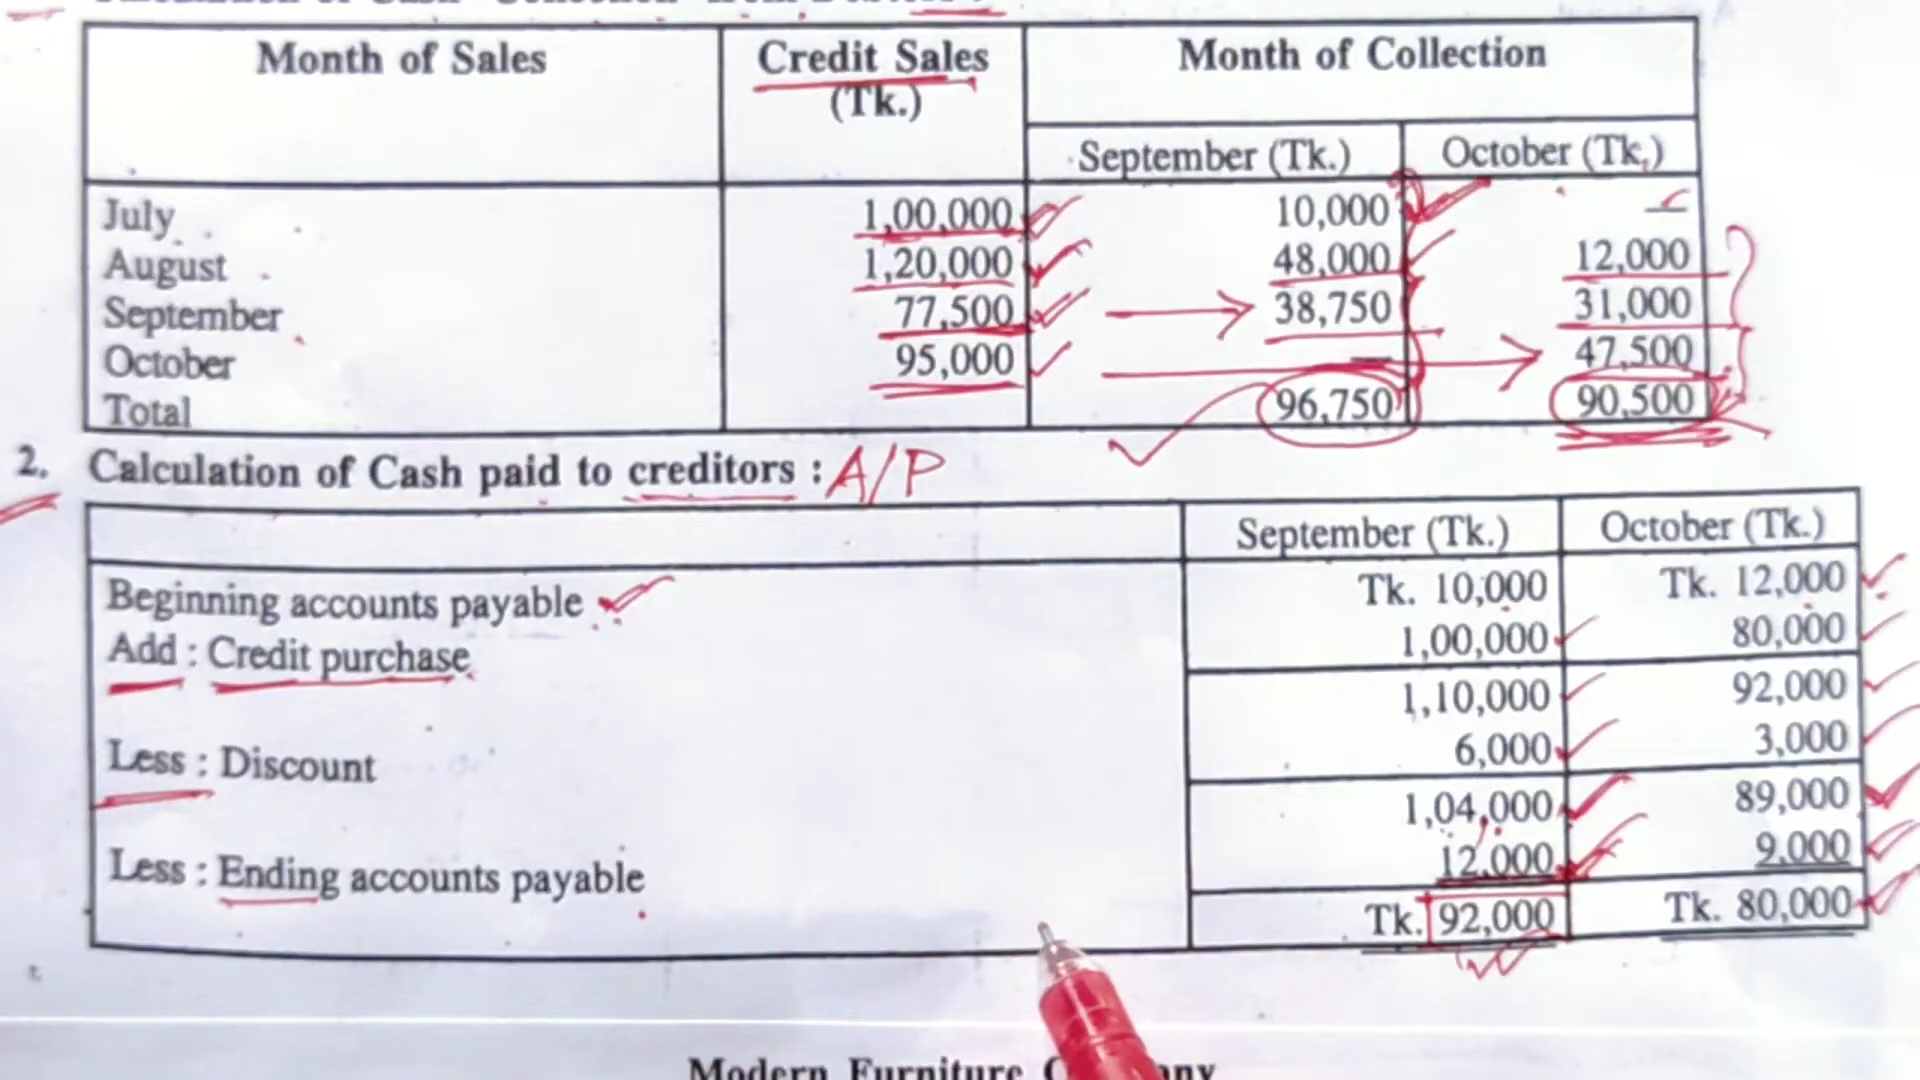 Month of Sales Credit Sales (Tk.) Month of Collection
September (Tk.) October (Tk.)
July 1,00,000 10,000 —
August 1,20,000 48,000 12,000
September 77,500 38,750 31,000
October 95,000 — 47,500
Total 96,750 90,500
2. Calculation of Cash paid to creditors : A/P
September (Tk.) October (Tk.)
Beginning accounts payable Tk. 10,000 Tk. 12,000
Add : Credit purchase 1,00,000 80,000
1,10,000 92,000
Less : Discount 6,000 3,000
1,04,000 89,000
Less : Ending accounts payable 12,000 9,000
Tk. 92,000 Tk. 80,000
Modern Furniture